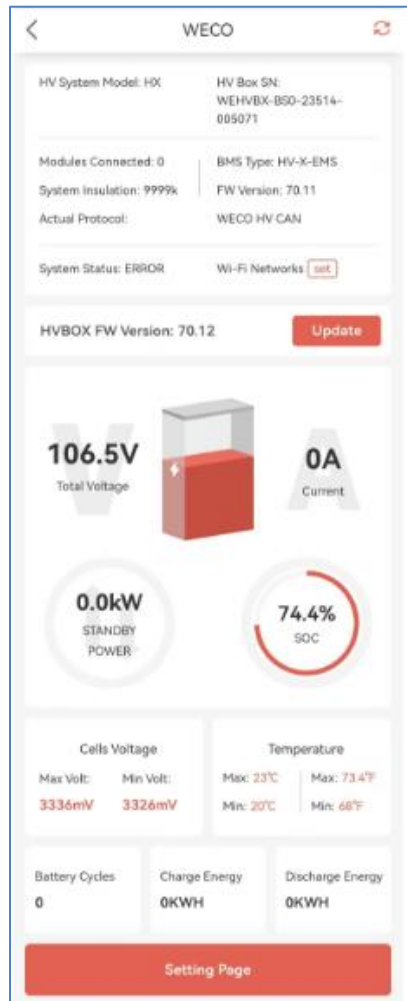 WECO
HV System Model: HX
HV Box SN:
WEHVBX-BS0-23514-
005071
Modules Connected: 0
BMS Type: HV-X-EMS
System Insulation: 9999k
FW Version: 70.11
Actual Protocol:
WECO HV CAN
System Status: ERROR
Wi-Fi Networks set
HVBOX FW Version: 70.12
Update
V
A
106.5V
Total Voltage
0A
Current
0.0kW
STANDBY
POWER
74.4%
SOC
Cells Voltage
Max Volt:
Min Volt:
3336mV
3326mV
Temperature
Max: 23℃
Max: 73.4℉
Min: 20℃
Min: 68℉
Battery Cycles
0
Charge Energy
0KWH
Discharge Energy
0KWH
Setting Page